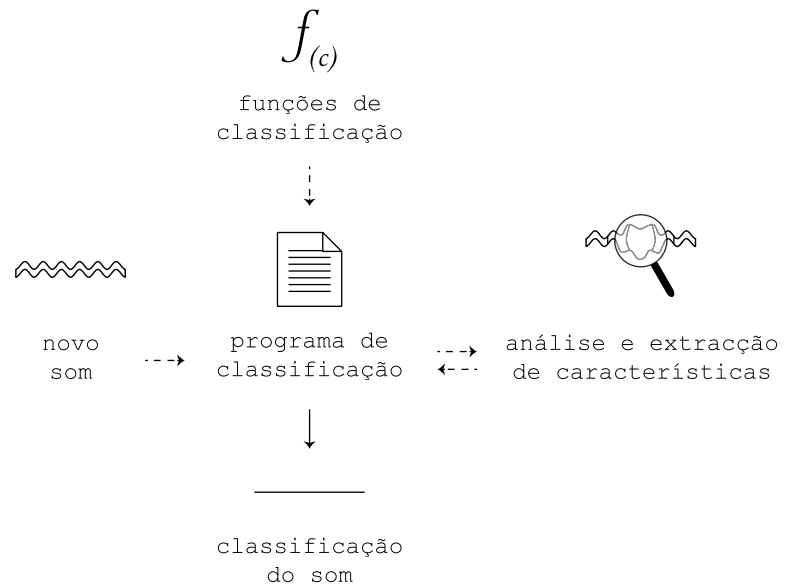 f(c)
funções de
classificação
novo
som
programa de
classificação
análise e extracção
de características
classificação
do som